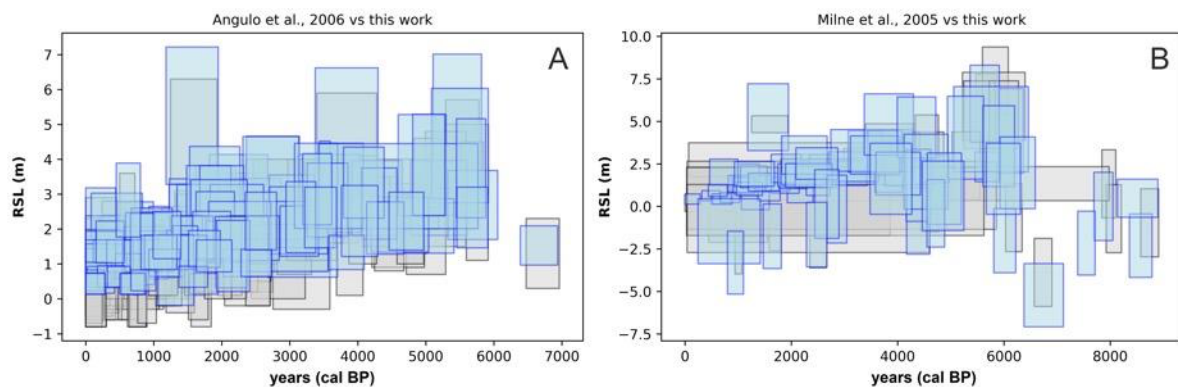 Angulo et al., 2006 vs this work
A
7
6
5
4
3
2
1
0
−1
RSL (m)
0 1000 2000 3000 4000 5000 6000 7000
years (cal BP)
Milne et al., 2005 vs this work
B
10.0
7.5
5.0
2.5
0.0
−2.5
−5.0
−7.5
RSL (m)
0 2000 4000 6000 8000
years (cal BP)